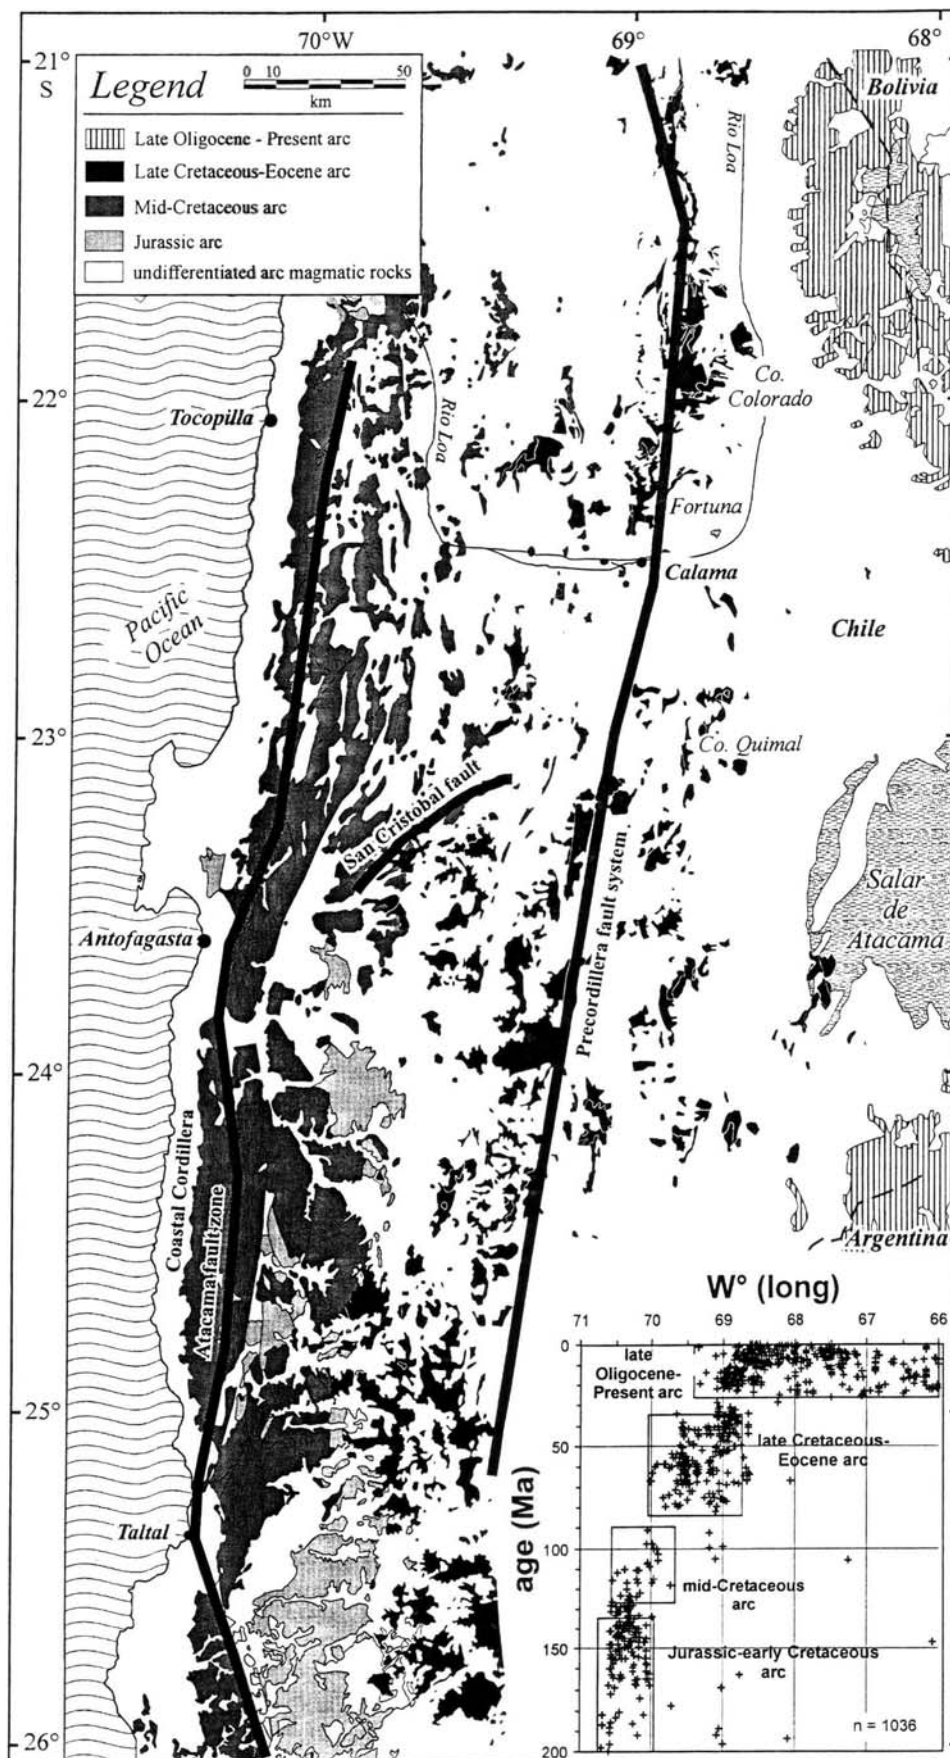 70°W
69°
68°
21°
S
Legend
0 10 50
km
Late Oligocene - Present arc
Late Cretaceous-Eocene arc
Mid-Cretaceous arc
Jurassic arc
undifferentiated arc magmatic rocks
Bolivia
Rio Loa
22°
Tocopilla
Rio Loa
Co.
Colorado
Fortuna
Calama
Pacific
Ocean
Chile
23°
Co. Quimal
San Cristobal fault
Precordillera fault system
Salar
de
Atacama
Antofagasta
24°
Coastal Cordillera
Atacama fault zone
Argentina
25°
Taltal
26°
W° (long)
71 70 69 68 67 66
0
50
100
150
200
age (Ma)
late
Oligocene-
Present arc
late Cretaceous-
Eocene arc
mid-Cretaceous
arc
Jurassic-early Cretaceous
arc
n = 1036